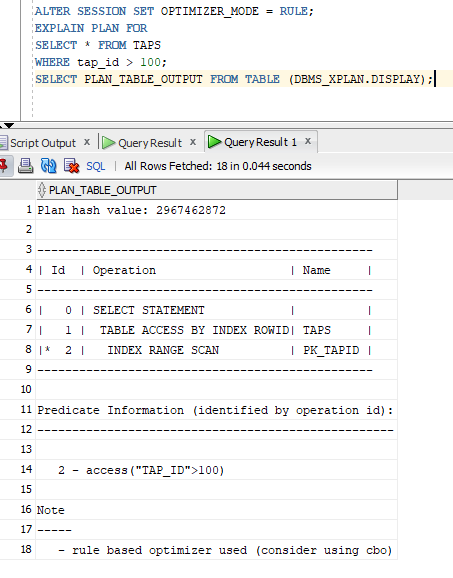 ALTER SESSION SET OPTIMIZER_MODE = RULE;
EXPLAIN PLAN FOR
SELECT * FROM TAPS
WHERE tap_id > 100;
SELECT PLAN_TABLE_OUTPUT FROM TABLE (DBMS_XPLAN.DISPLAY);
Script Output x Query Result x Query Result 1 x
SQL | All Rows Fetched: 18 in 0.044 seconds
PLAN_TABLE_OUTPUT
1 Plan hash value: 2967462872
2
3 --------------------------------------------------
4 | Id | Operation | Name |
5 --------------------------------------------------
6 | 0 | SELECT STATEMENT | |
7 | 1 | TABLE ACCESS BY INDEX ROWID| TAPS |
8 |* 2 | INDEX RANGE SCAN | PK_TAPID |
9 --------------------------------------------------
10
11 Predicate Information (identified by operation id):
12 ---------------------------------------------------
13
14 2 - access("TAP_ID">100)
15
16 Note
17 -----
18 - rule based optimizer used (consider using cbo)